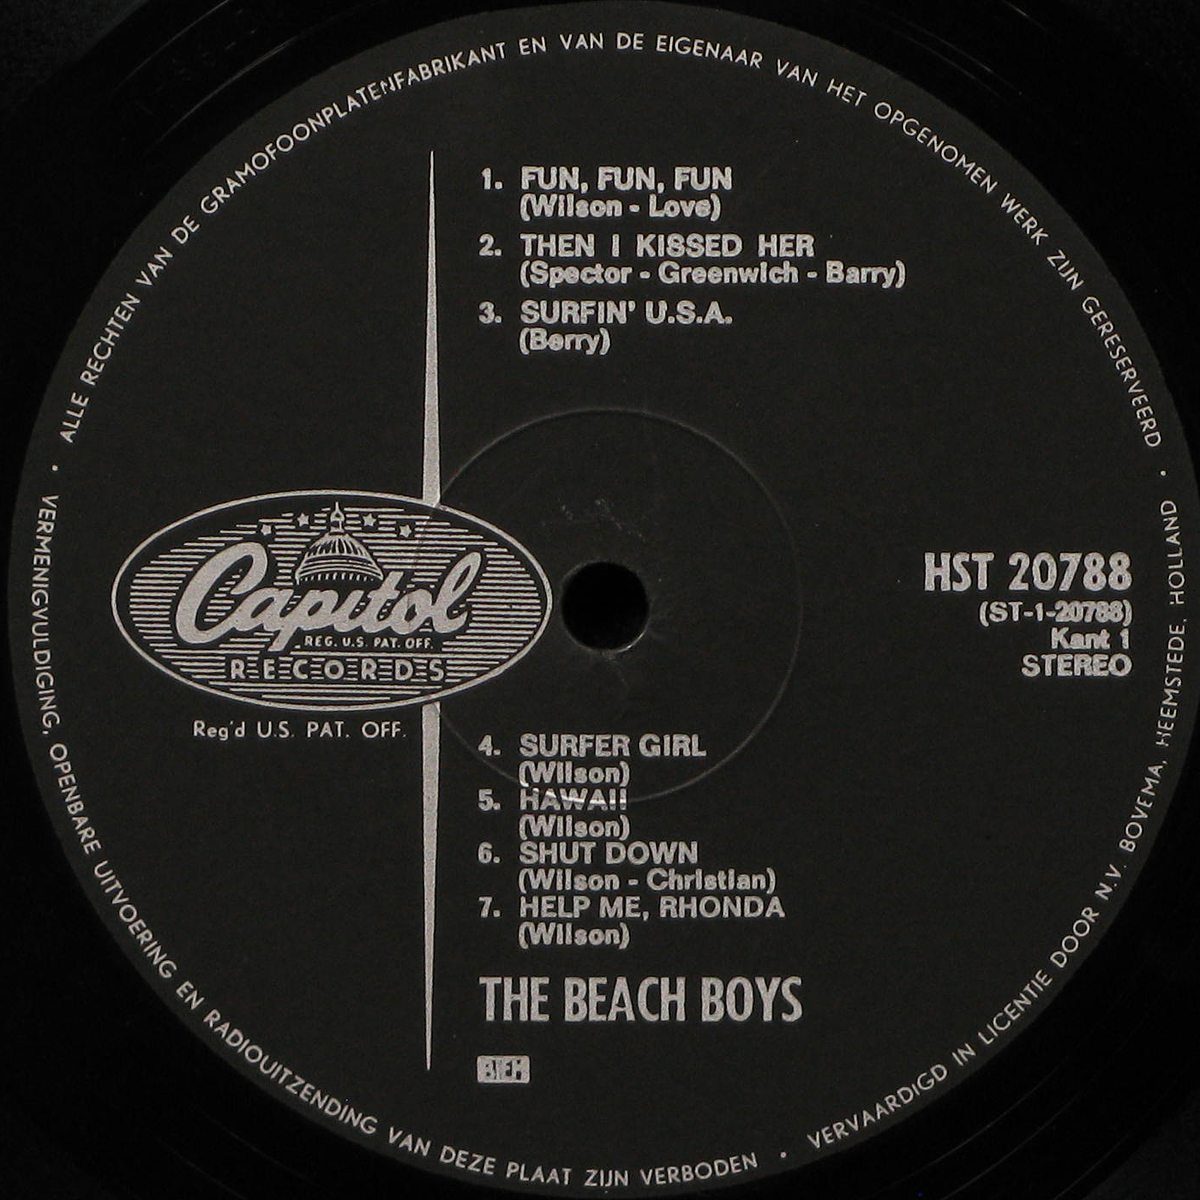 ALLE RECHTEN VAN DE GRAMOFOONPLATENFABRIKANT EN VAN DE EIGENAAR VAN HET OPGENOMEN WERK ZIJN GERESERVEERD ·
1. FUN, FUN, FUN
(Wilson - Love)
2. THEN I KISSED HER
(Spector - Greenwich - Barry)
3. SURFIN' U.S.A.
(Berry)
Capitol
REG. U.S. PAT. OFF.
RECORDS
Reg'd U.S. PAT. OFF.
HST 20788
(ST-1-20788)
Kant 1
STEREO
4. SURFER GIRL
(Wilson)
5. HAWAII
(Wilson)
6. SHUT DOWN
(Wilson - Christian)
7. HELP ME, RHONDA
(Wilson)
THE BEACH BOYS
· VERMENIGVULDIGING, OPENBARE UITVOERING EN RADIOUITZENDING VAN DEZE PLAAT ZIJN VERBODEN ·
VERVAARDIGD IN LICENTIE DOOR N.V. BOVEMA, HEEMSTEDE, HOLLAND